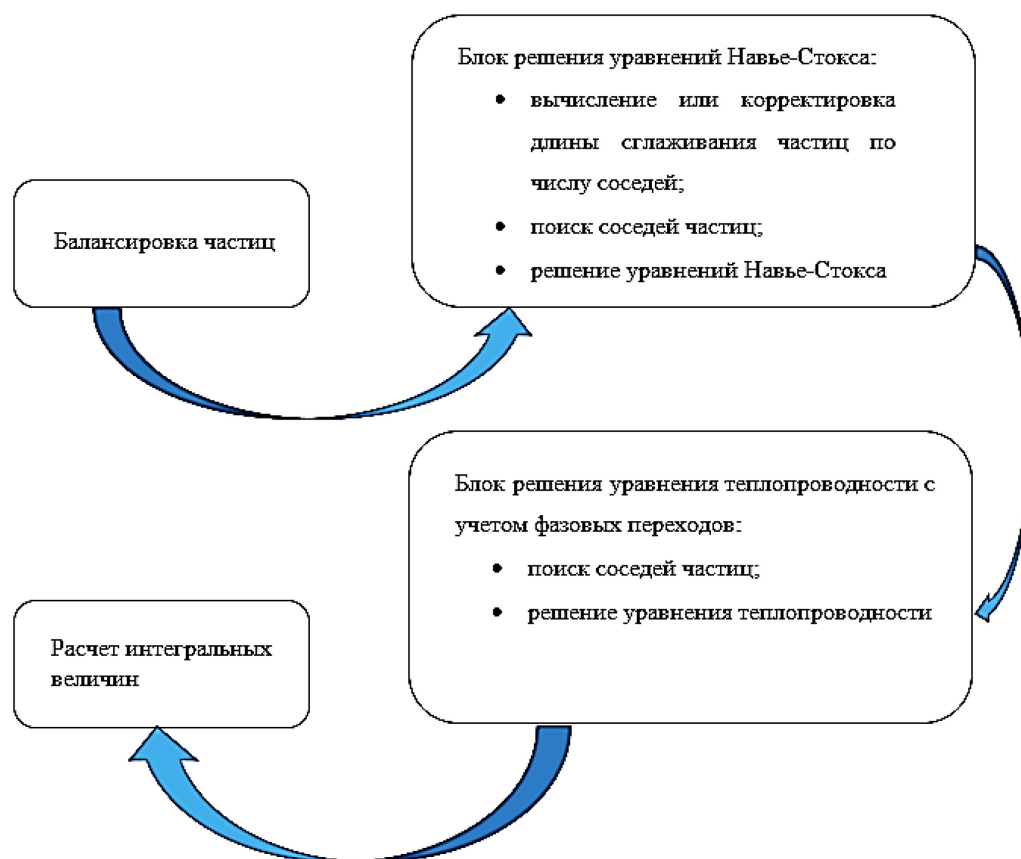 Балансировка частиц
Блок решения уравнений Навье-Стокса:
• вычисление или корректировка
длины сглаживания частиц по
числу соседей;
• поиск соседей частиц;
• решение уравнений Навье-Стокса
Блок решения уравнения теплопроводности с
учетом фазовых переходов:
• поиск соседей частиц;
• решение уравнения теплопроводности
Расчет интегральных
величин